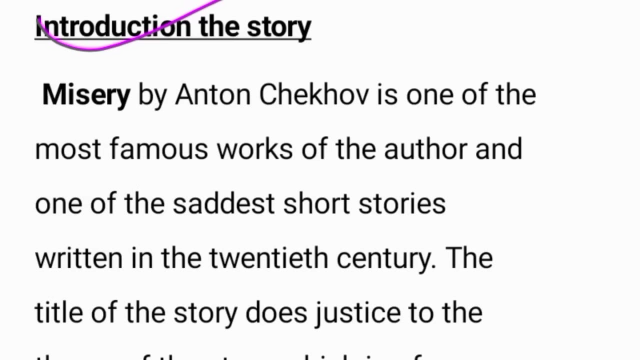 Introduction the story
Misery by Anton Chekhov is one of the
most famous works of the author and
one of the saddest short stories
written in the twentieth century. The
title of the story does justice to the